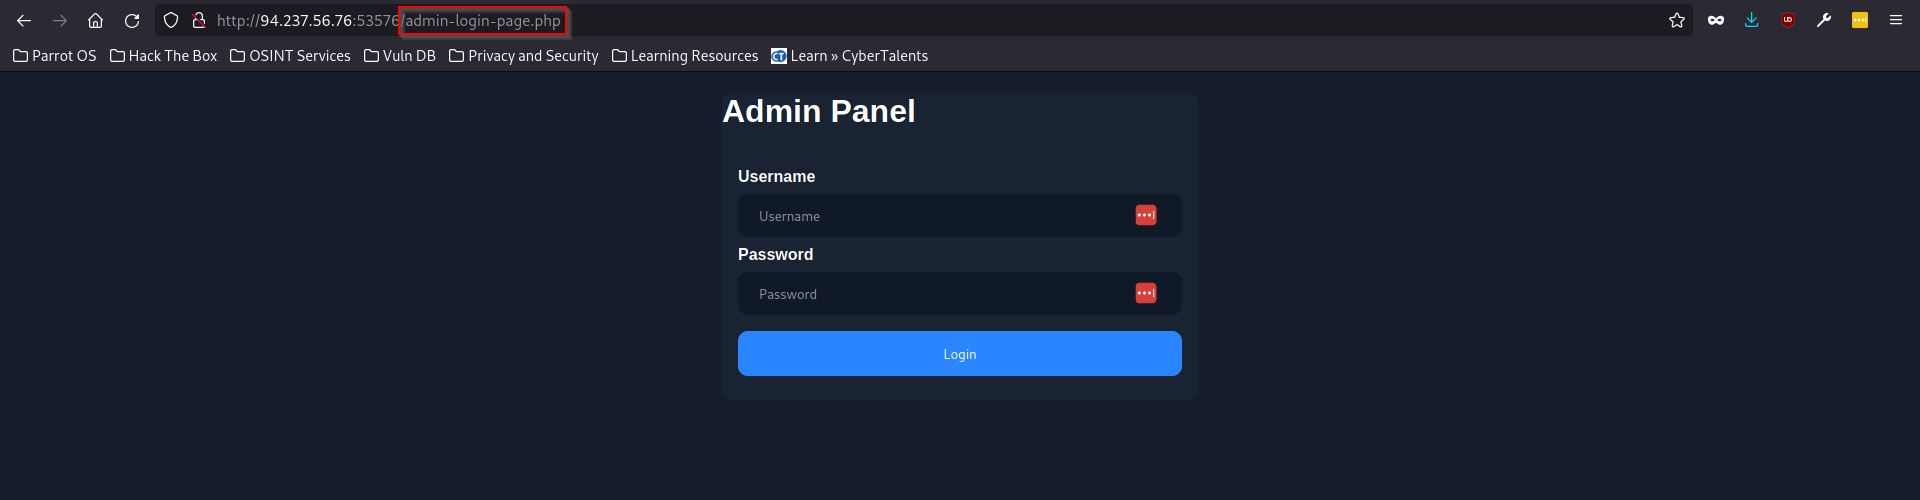 http://94.237.56.76:53576/admin-login-page.php
Parrot OS Hack The Box OSINT Services Vuln DB Privacy and Security Learning Resources CT Learn » CyberTalents
Admin Panel
Username
Username
Password
Password
Login